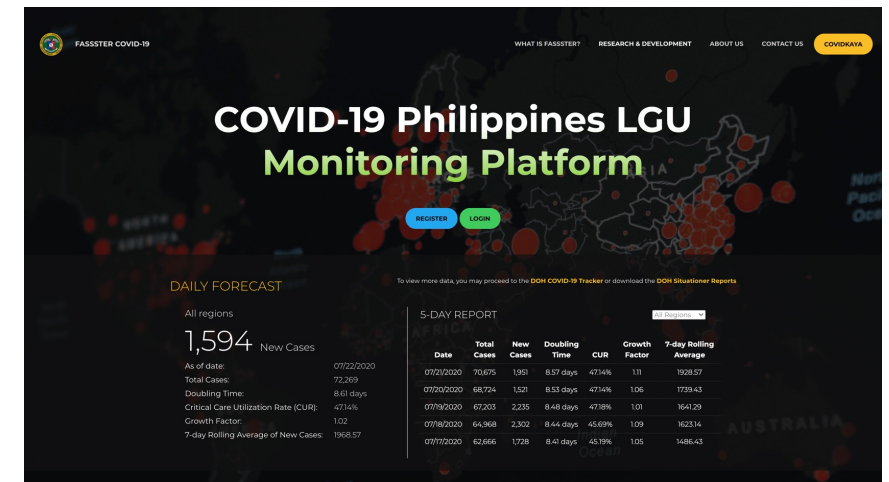 FASSSTER COVID-19
WHAT IS FASSSTER? RESEARCH & DEVELOPMENT ABOUT US CONTACT US COVIDKAYA
COVID-19 Philippines LGU
Monitoring Platform
REGISTER LOGIN
To view more data, you may proceed to the DOH COVID-19 Tracker or download the DOH Situationer Reports
DAILY FORECAST
All regions
1,594 New Cases
As of date: 07/22/2020
Total Cases: 72,269
Doubling Time: 8.61 days
Critical Care Utilization Rate (CUR): 47.14%
Growth Factor: 1.02
7-day Rolling Average of New Cases: 1968.57
5-DAY REPORT All Regions
Date Total Cases New Cases Doubling Time CUR Growth Factor 7-day Rolling Average
07/21/2020 70,675 1,951 8.57 days 47.14% 1.11 1928.57
07/20/2020 68,724 1,521 8.53 days 47.14% 1.06 1739.43
07/19/2020 67,203 2,235 8.48 days 47.18% 1.01 1641.29
07/18/2020 64,968 2,302 8.44 days 45.69% 1.09 1623.14
07/17/2020 62,666 1,728 8.41 days 45.19% 1.05 1486.43
NORTH
AMERICA
ASIA
AFRICA
Indian
Ocean
AUSTRALIA